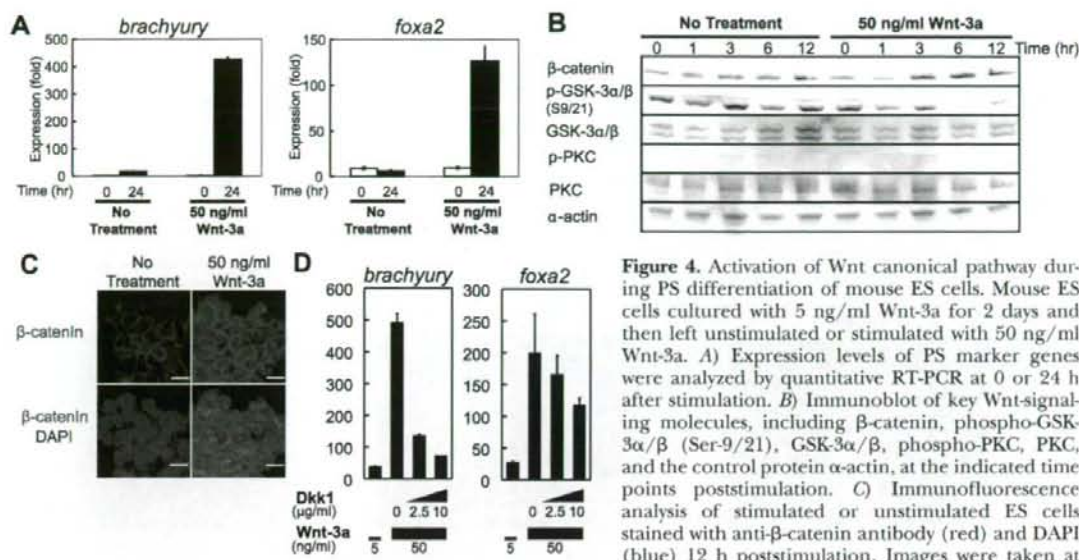 A
brachyury
foxa2
Expression (fold)
500
400
300
200
100
0
Expression (fold)
150
100
50
0
Time (hr) 0 24 0 24
No Treatment
50 ng/ml Wnt-3a
Time (hr) 0 24 0 24
No Treatment
50 ng/ml Wnt-3a
B
No Treatment 50 ng/ml Wnt-3a
0 1 3 6 12 0 1 3 6 12 Time (hr)
β-catenin
p-GSK-3α/β
(S9/21)
GSK-3α/β
p-PKC
PKC
α-actin
C
No Treatment
50 ng/ml Wnt-3a
β-catenin
β-catenin
DAPI
D
brachyury
foxa2
600
500
400
300
200
100
0
300
250
200
150
100
50
0
Dkk1
(μg/ml)
0 2.5 10
0 2.5 10
Wnt-3a
(ng/ml)
5 50
5 50
Figure 4. Activation of Wnt canonical pathway dur-
ing PS differentiation of mouse ES cells. Mouse ES
cells cultured with 5 ng/ml Wnt-3a for 2 days and
then left unstimulated or stimulated with 50 ng/ml
Wnt-3a. A) Expression levels of PS marker genes
were analyzed by quantitative RT-PCR at 0 or 24 h
after stimulation. B) Immunoblot of key Wnt-signal-
ing molecules, including β-catenin, phospho-GSK-
3α/β (Ser-9/21), GSK-3α/β, phospho-PKC, PKC,
and the control protein α-actin, at the indicated time
points poststimulation. C) Immunofluorescence
analysis of stimulated or unstimulated ES cells
stained with anti-β-catenin antibody (red) and DAPI
(blue) 12 h poststimulation. Images were taken at